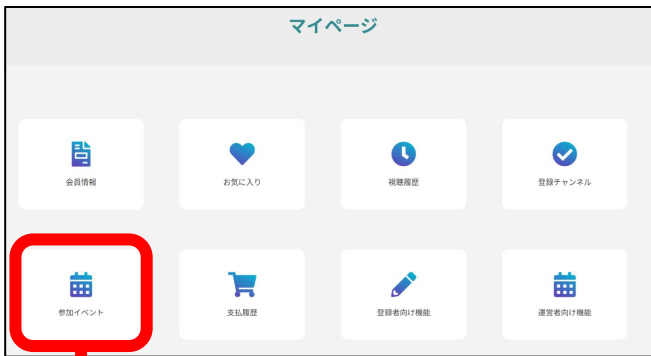 マイページ
会員情報
お気に入り
視聴履歴
登録チャンネル
参加イベント
支払履歴
登録者向け機能
運営者向け機能